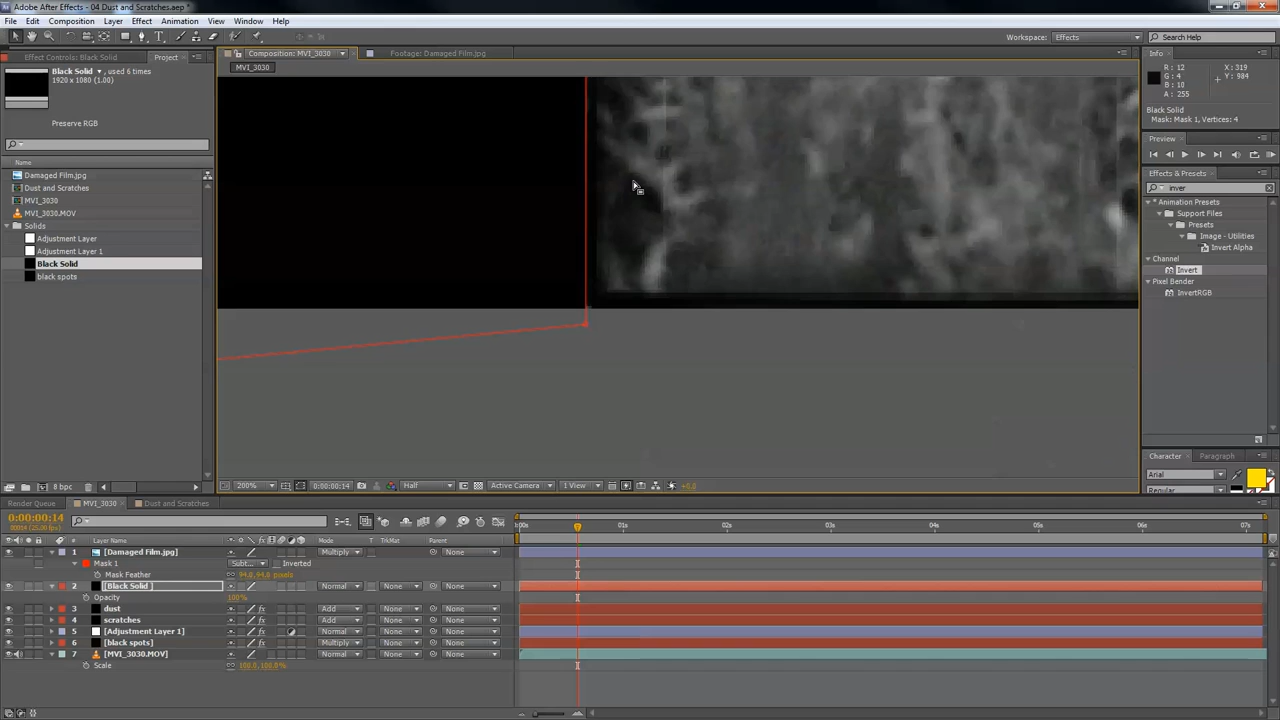 Adobe After Effects - 04 Dust and Scratches.aep *
File Edit Composition Layer Effect Animation View Window Help
Workspace: Effects Search Help
Effect Controls: Black Solid Project
Composition: MVI_3030 Footage: Damaged Film.jpg
Info
Black Solid , used 6 times
1920 x 1080 (1.00)
MVI_3030
R : 12
G : 4
B : 10
A : 255
X : 319
Y : 984
Black Solid
Mask: Mask 1, Vertices: 4
Preserve RGB
Preview
Effects & Presets
inver
Name
Damaged Film.jpg
Dust and Scratches
MVI_3030
MVI_3030.MOV
Solids
Adjustment Layer
Adjustment Layer 1
Black Solid
black spots
* Animation Presets
Support Files
Presets
Image - Utilities
Invert Alpha
Channel
Invert
Pixel Bender
InvertRGB
Character Paragraph
Arial
Regular
8 bpc
200% 0:00:00:14 Half Active Camera 1 View +0.0
Render Queue MVI_3030 Dust and Scratches
0:00:00:14
00014 (25.00 fps)
:00s 01s 02s 03s 04s 05s 06s 07s
# Layer Name Mode T TrkMat Parent
1 [Damaged Film.jpg] Multiply None
Mask 1 Subt... Inverted
Mask Feather 94.0,94.0 pixels
2 [Black Solid ] Normal None None
Opacity 100%
3 dust Add None None
4 scratches Add None None
5 [Adjustment Layer 1] Normal None None
6 [black spots] Multiply None None
7 [MVI_3030.MOV] Normal None None
Scale 100.0,100.0%